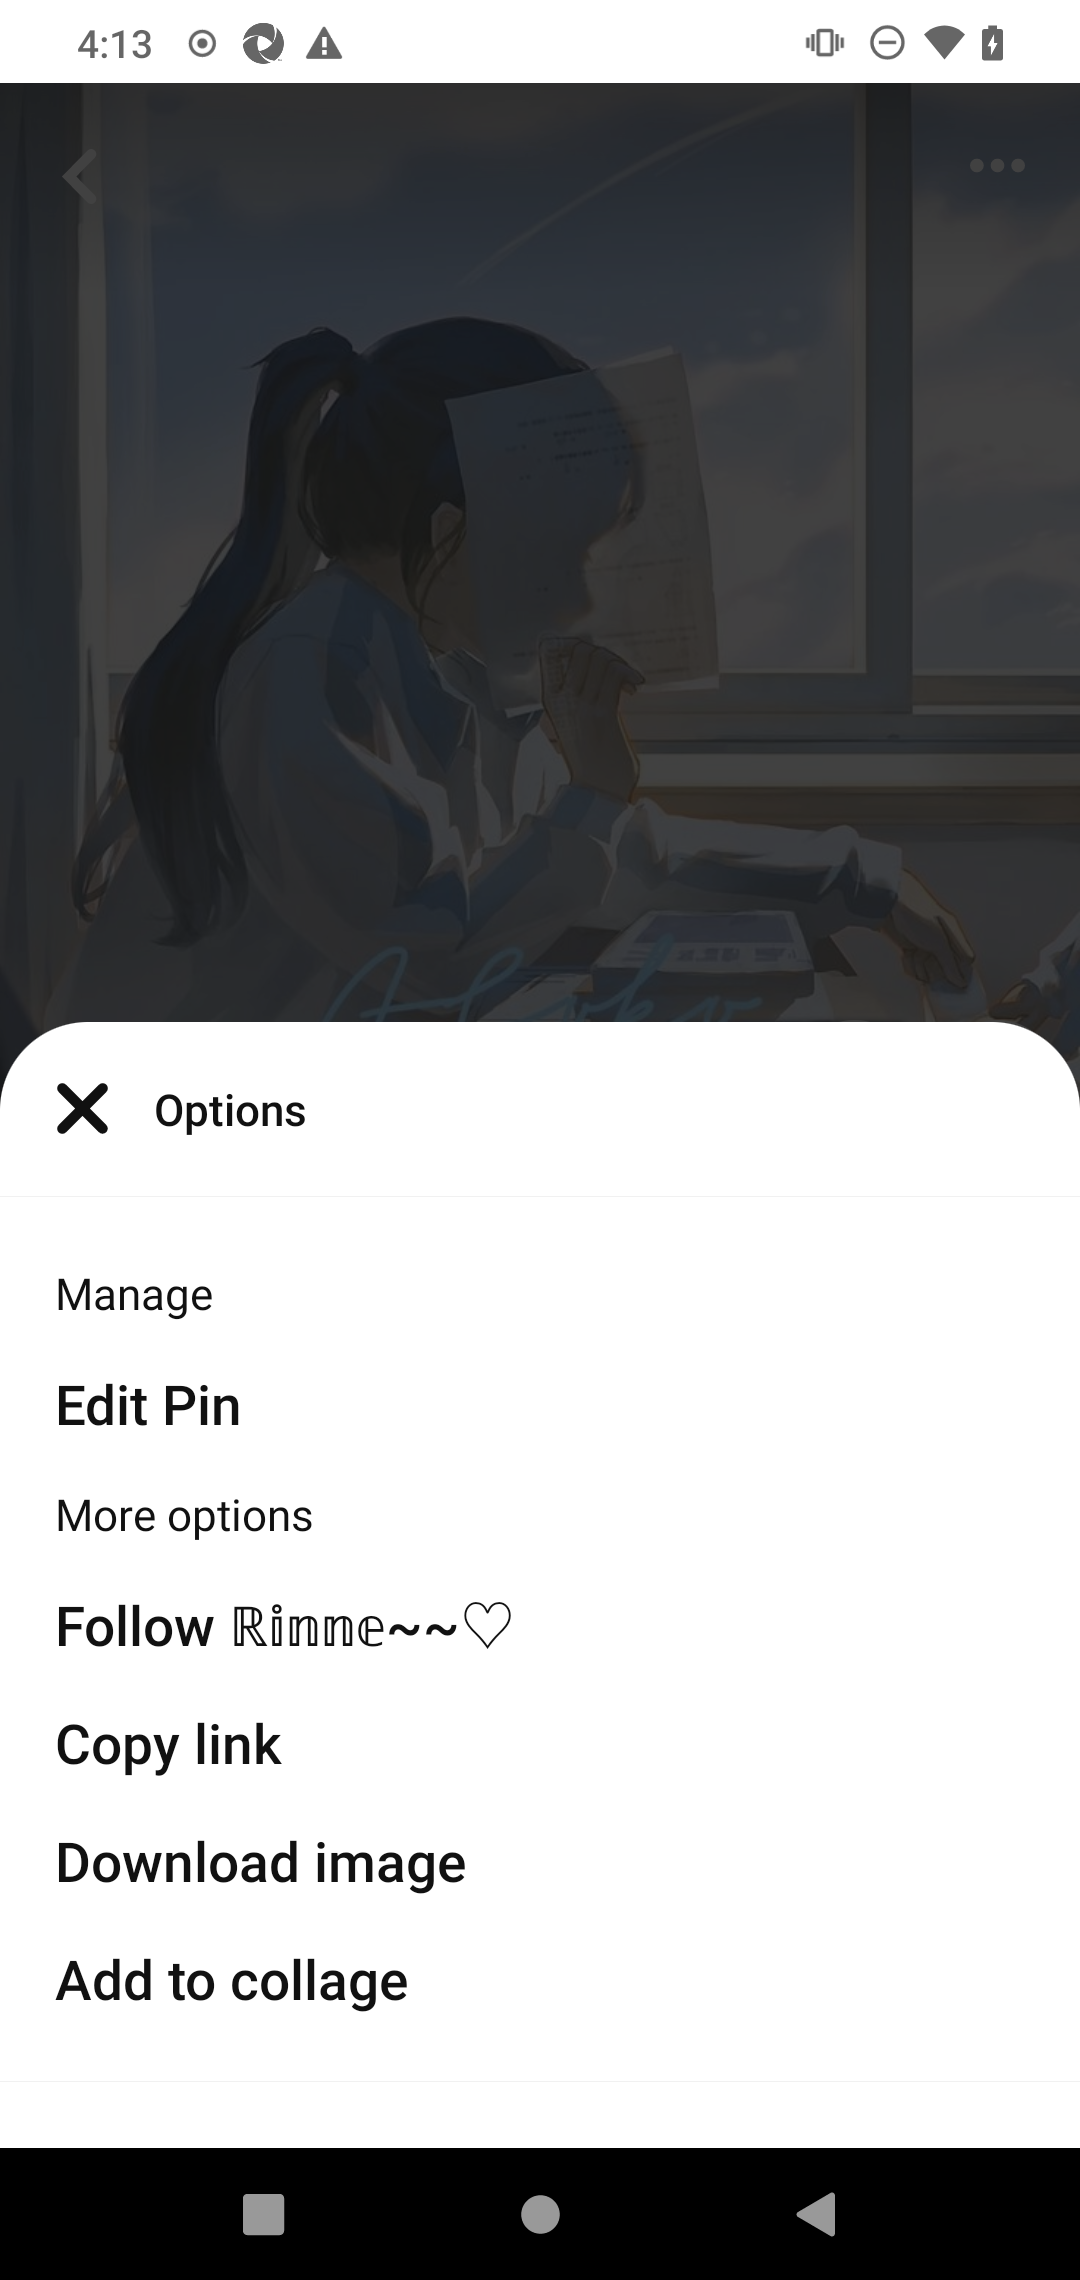 4:13
Options
Manage
Edit Pin
More options
Follow ℝ𝕚𝕟𝕟𝕖~~♡
Copy link
Download image
Add to collage